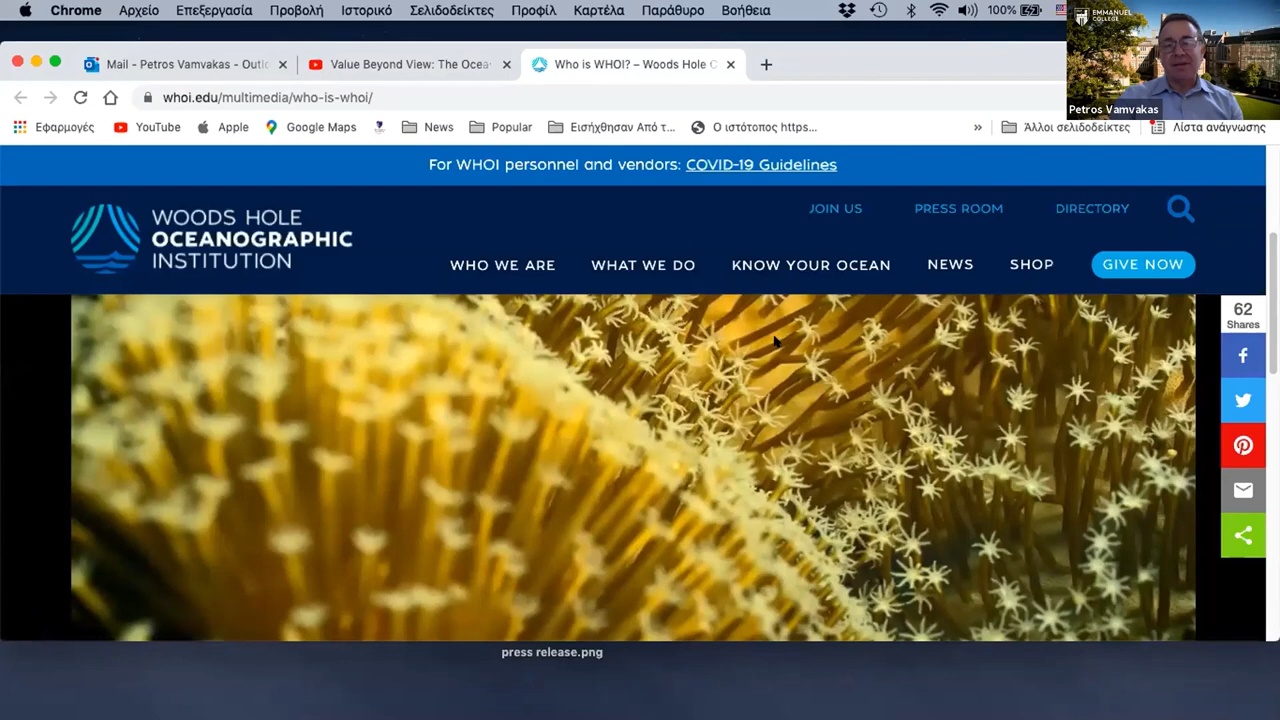 Chrome Αρχείο Επεξεργασία Προβολή Ιστορικό Σελιδοδείκτες Προφίλ Καρτέλα Παράθυρο Βοήθεια 100%
EMMANUEL
COLLEGE
Petros Vamvakas
Mail - Petros Vamvakas - Outlo
Value Beyond View: The Ocea
Who is WHOI? – Woods Hole O
whoi.edu/multimedia/who-is-whoi/
Εφαρμογές YouTube Apple Google Maps News Popular Εισήχθησαν Από τ... Ο ιστότοπος https... » Άλλοι σελιδοδείκτες Λίστα ανάγνωσης
For WHOI personnel and vendors: COVID-19 Guidelines
WOODS HOLE
OCEANOGRAPHIC
INSTITUTION
JOIN US PRESS ROOM DIRECTORY
WHO WE ARE WHAT WE DO KNOW YOUR OCEAN NEWS SHOP GIVE NOW
62
Shares
press release.png